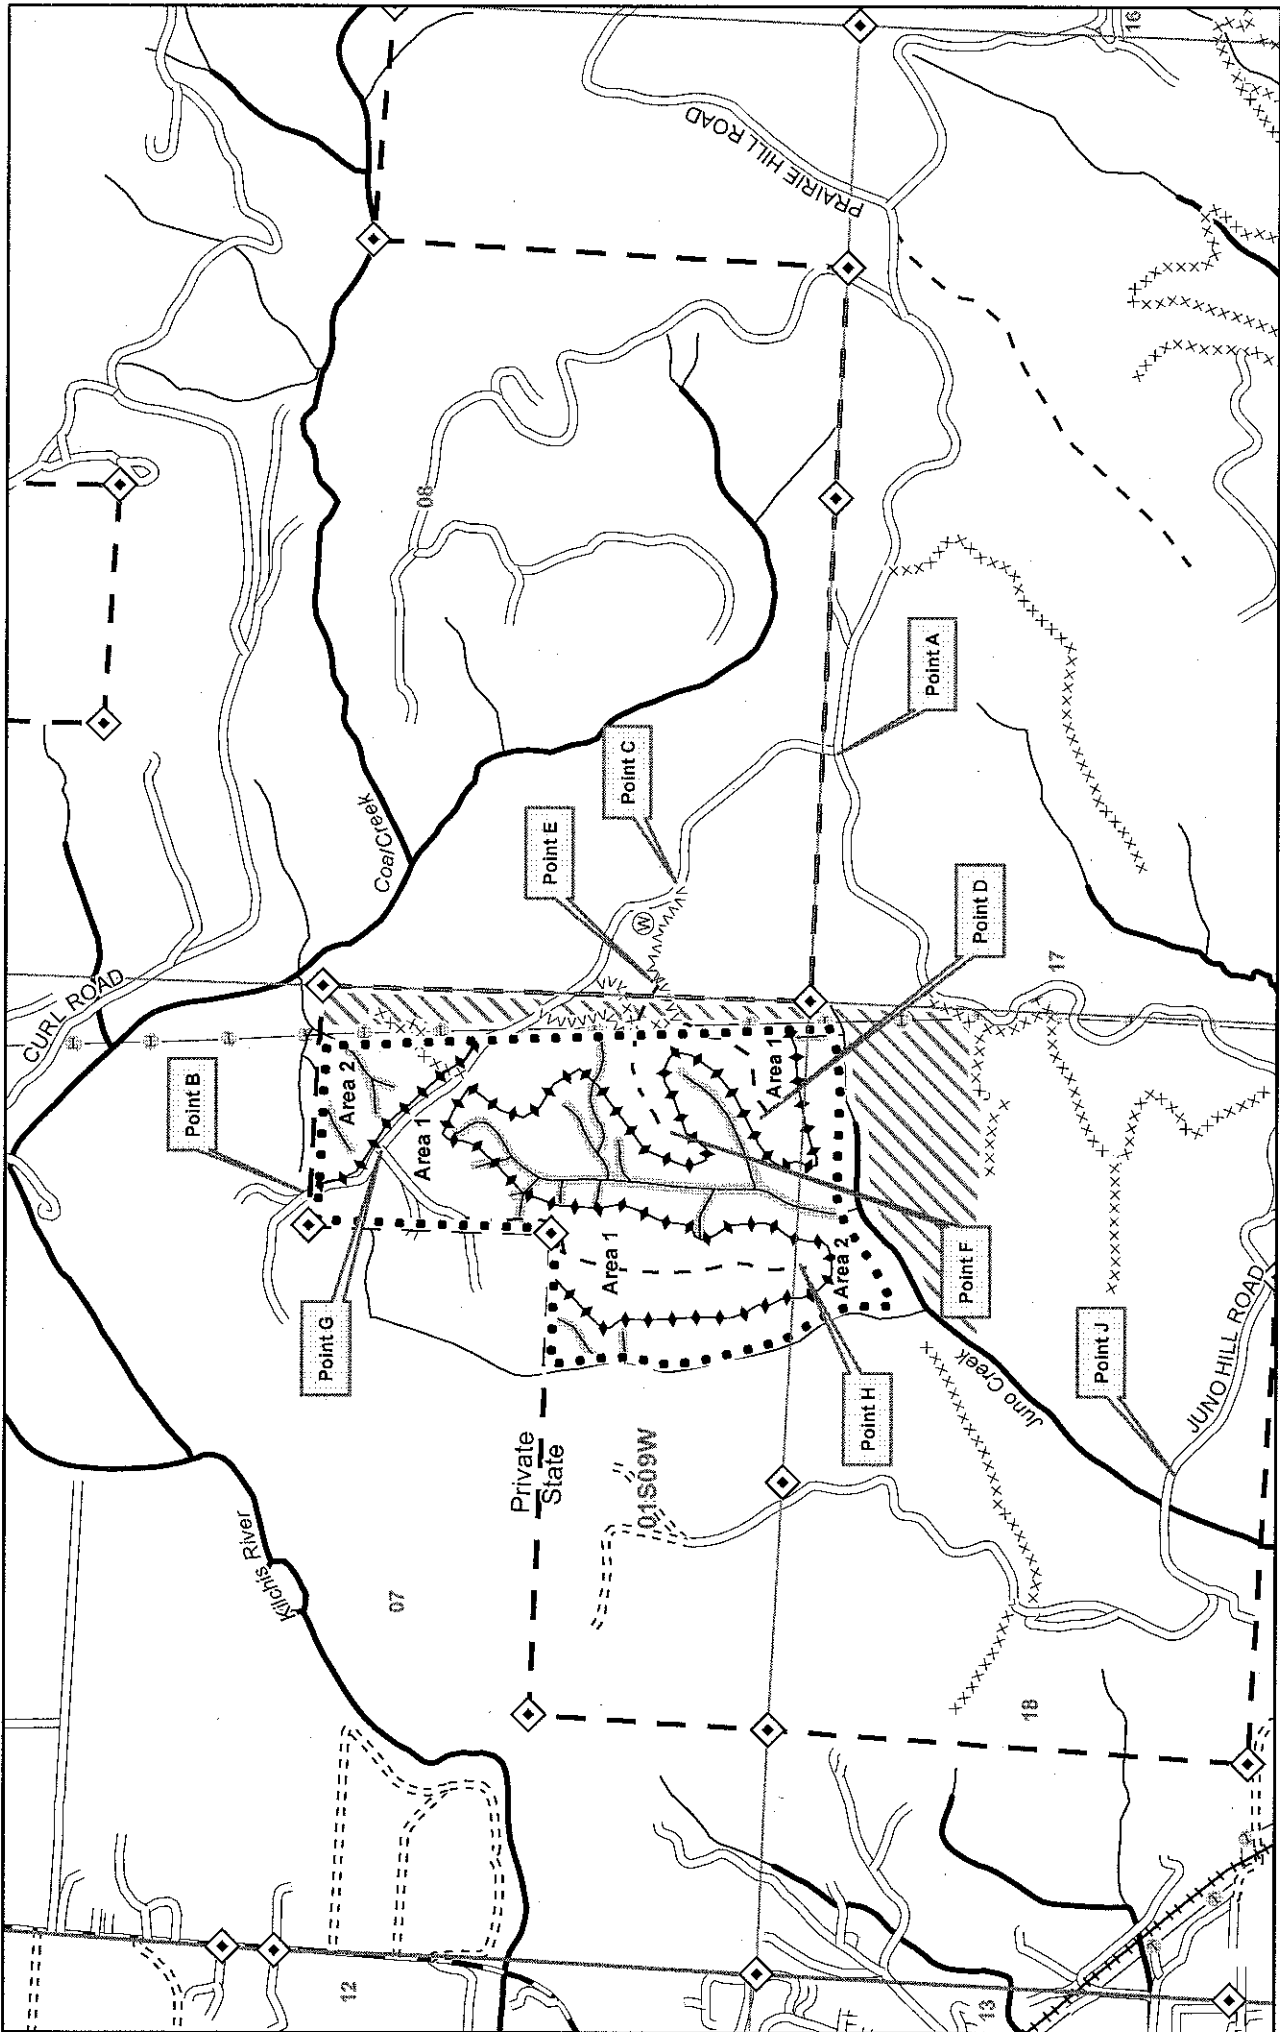 CURL ROAD
PRAIRIE HILL ROAD
16
08
Coal Creek
Point A
Point C
Point E
Point D
17
Point B
Area 2
Area 1
Area 1
Area 1
Area 2
Point G
Point F
Point H
Point J
JUNO HILL ROAD
Juno Creek
Private
State
01S09W
W
Kilchis River
07
18
12
13